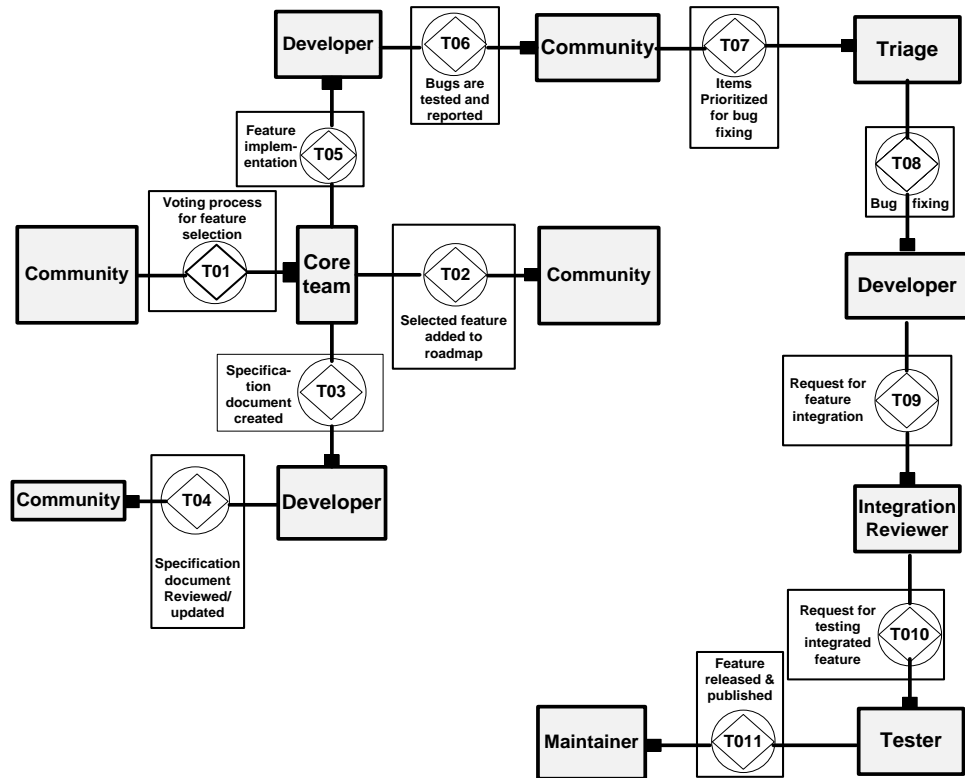 Developer
T06
Bugs are
tested and
reported
Community
T07
Items
Prioritized
for bug
fixing
Triage
Feature
implem-
entation
T05
T08
Bug fixing
Voting process
for feature
selection
Community
T01
Core
team
T02
Selected feature
added to
roadmap
Community
Developer
Specifica-
tion
document
created
T03
Request for
feature
integration
T09
Community
T04
Specification
document
Reviewed/
updated
Developer
Integration
Reviewer
Request for
testing
integrated
feature
T010
Feature
released &
published
Maintainer
T011
Tester